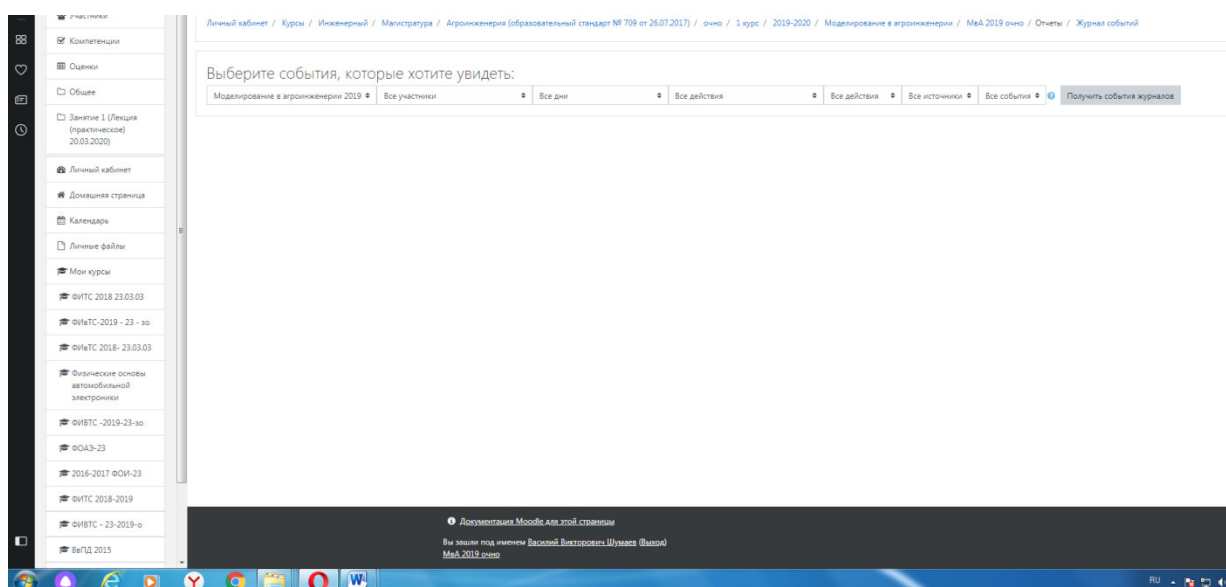 Участники
Личный кабинет / Курсы / Инженерный / Магистратура / Агроинженерия (образовательный стандарт № 709 от 26.07.2017) / очно / 1 курс / 2019-2020 / Моделирование в агроинженерии / МвА 2019 очно / Отчеты / Журнал событий
Компетенции
Оценки
Общее
Занятие 1 (Лекция
(практическое)
20.03.2020)
Личный кабинет
Домашняя страница
Календарь
Личные файлы
Мои курсы
ФИТС 2018 23.03.03
ФИвТС-2019 - 23 - зо
ФИвТС 2018- 23.03.03
Физические основы
автомобильной
электроники
ФИВТС -2019-23-зо
ФОАЭ-23
2016-2017 ФОИ-23
ФИТС 2018-2019
ФИВТС - 23-2019-о
ВвПД 2015
Выберите события, которые хотите увидеть:
Моделирование в агроинженерии 2019 Все участники Все дни Все действия Все действия Все источники Все события Получить события журналов
Документация Moodle для этой страницы
Вы зашли под именем Василий Викторович Шумаев (Выход)
МвА 2019 очно
RU